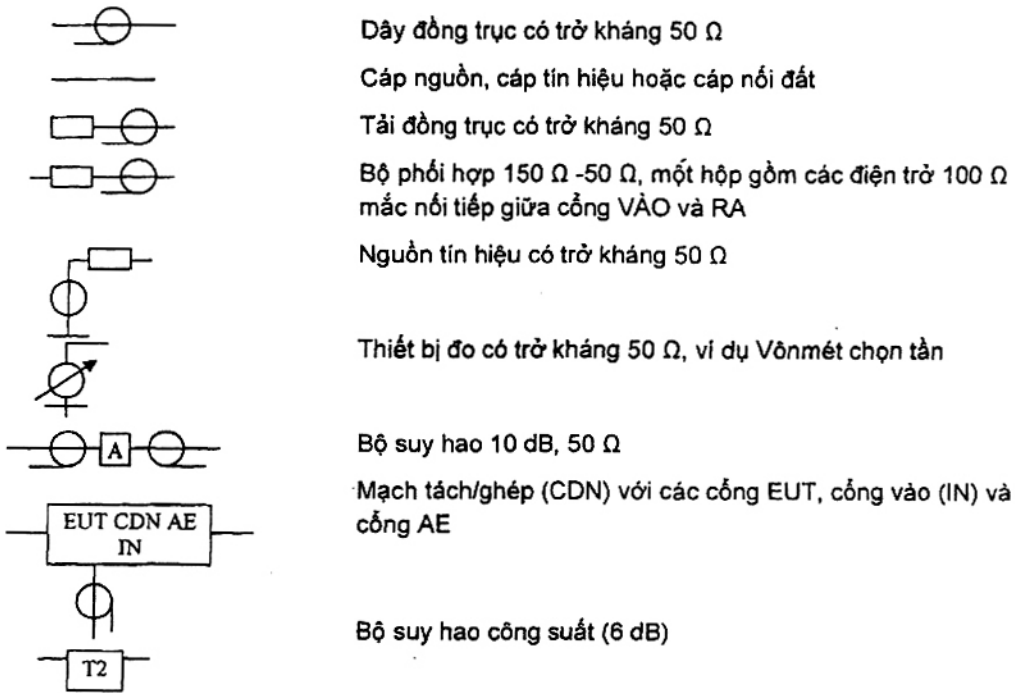 Dây đồng trục có trở kháng 50 Ω
Cáp nguồn, cáp tín hiệu hoặc cáp nối đất
Tải đồng trục có trở kháng 50 Ω
Bộ phối hợp 150 Ω -50 Ω, một hộp gồm các điện trở 100 Ω
mắc nối tiếp giữa cổng VÀO và RA
Nguồn tín hiệu có trở kháng 50 Ω
Thiết bị đo có trở kháng 50 Ω, ví dụ Vônmét chọn tần
A
Bộ suy hao 10 dB, 50 Ω
Mạch tách/ghép (CDN) với các cổng EUT, cổng vào (IN) và
cổng AE
EUT CDN AE
IN
Bộ suy hao công suất (6 dB)
T2